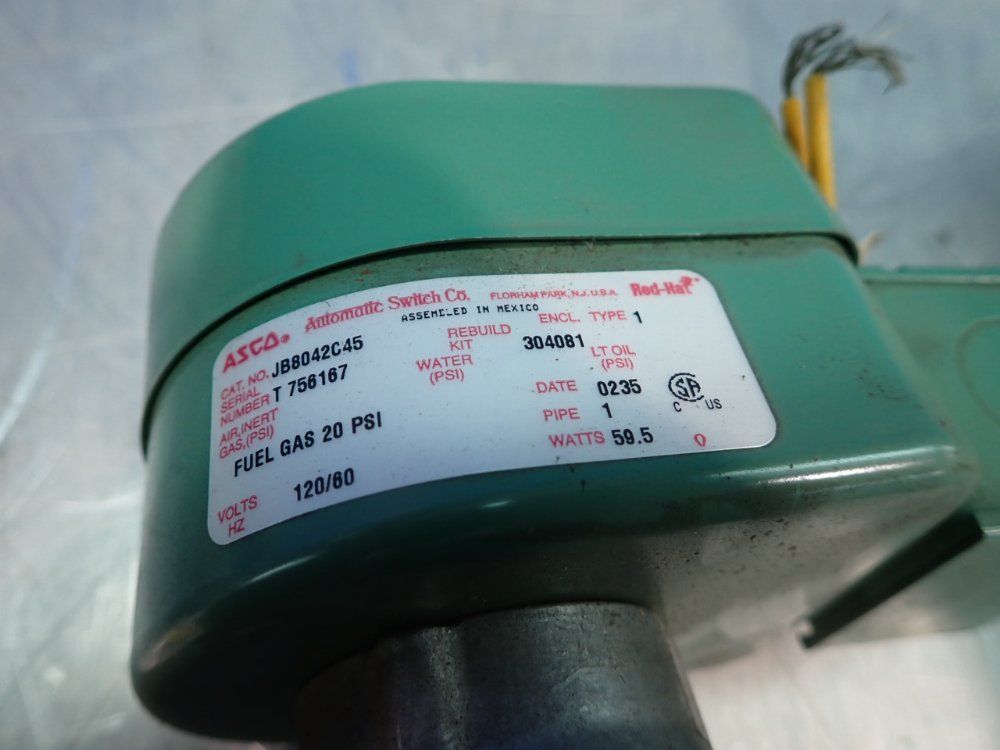 ASCO® Automatic Switch Co. FLORHAM PARK, N.J. U.S.A. Red-Hat
ASSEMBLED IN MEXICO
CAT. NO. JB8042C45
SERIAL NUMBER T 756167
REBUILD KIT 304081
ENCL. TYPE 1
AIR, INERT GAS, (PSI)
WATER (PSI)
LT OIL (PSI)
FUEL GAS 20 PSI
DATE 0235
PIPE 1
VOLTS HZ 120/60
WATTS 59.5
SA
C US